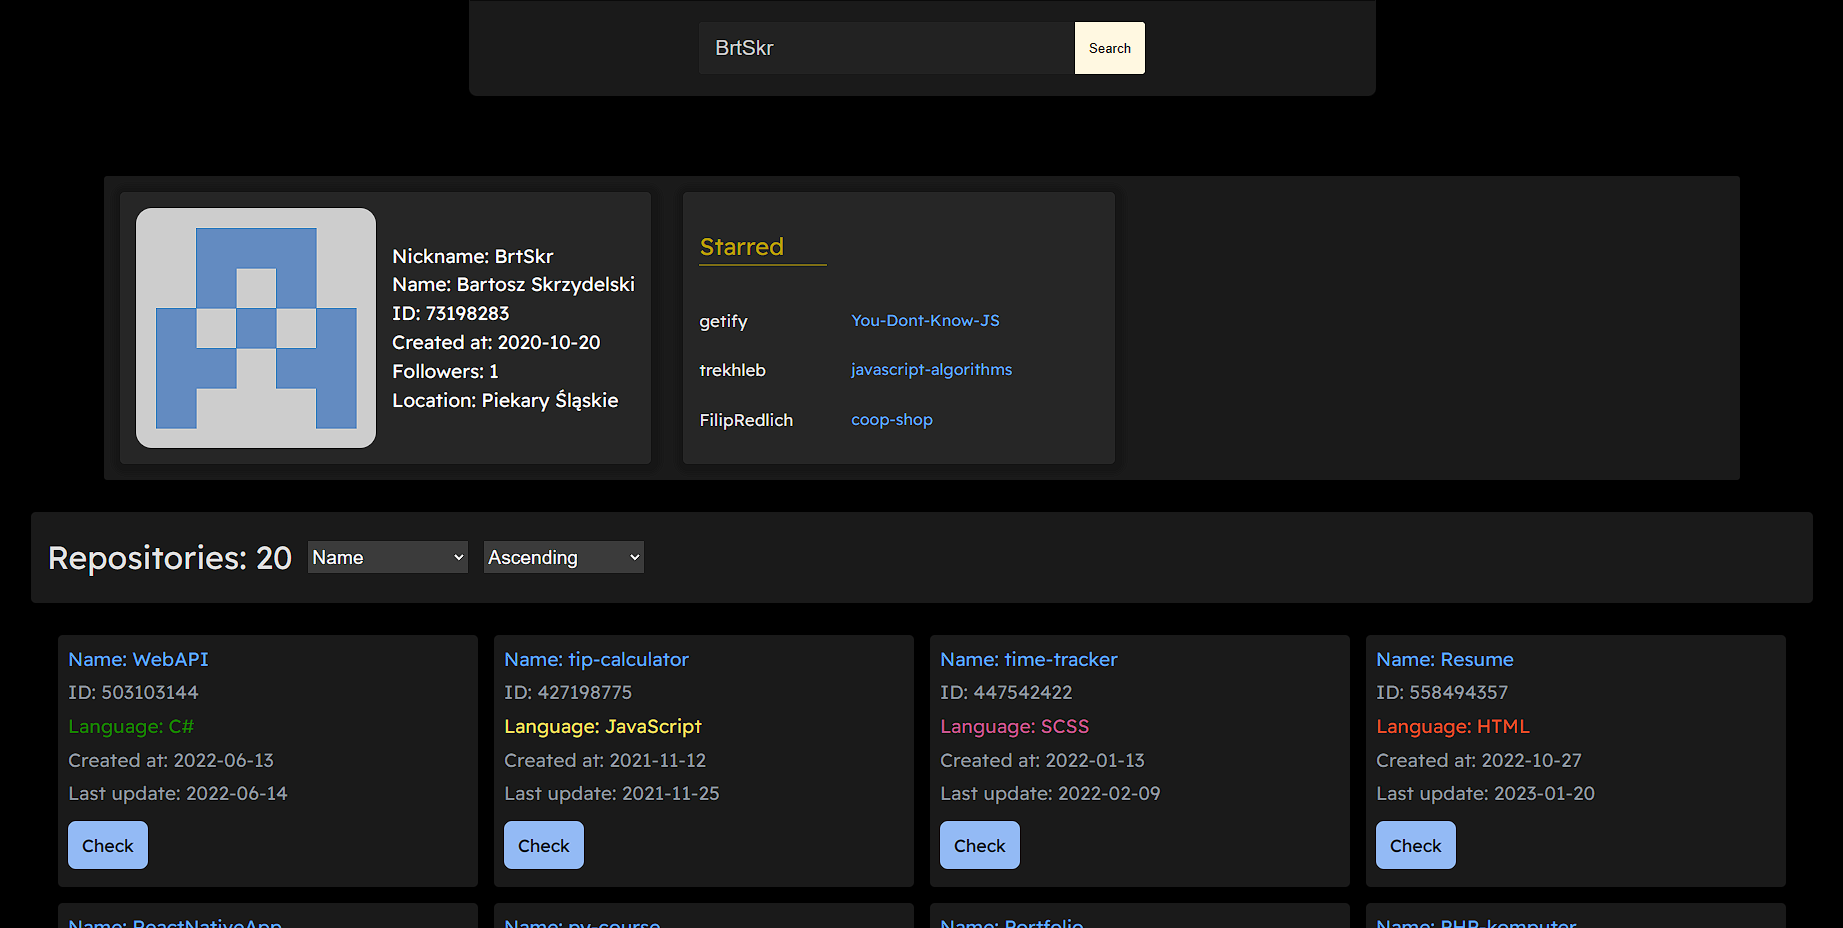 BrtSkr
Search
Nickname: BrtSkr
Name: Bartosz Skrzydelski
ID: 73198283
Created at: 2020-10-20
Followers: 1
Location: Piekary Śląskie
Starred
getify You-Dont-Know-JS
trekhleb javascript-algorithms
FilipRedlich coop-shop
Repositories: 20 Name Ascending
Name: WebAPI
ID: 503103144
Language: C#
Created at: 2022-06-13
Last update: 2022-06-14
Check
Name: tip-calculator
ID: 427198775
Language: JavaScript
Created at: 2021-11-12
Last update: 2021-11-25
Check
Name: time-tracker
ID: 447542422
Language: SCSS
Created at: 2022-01-13
Last update: 2022-02-09
Check
Name: Resume
ID: 558494357
Language: HTML
Created at: 2022-10-27
Last update: 2023-01-20
Check
Name: ReactNativeApp
Name: py-course
Name: Portfolio
Name: PHP-komputer